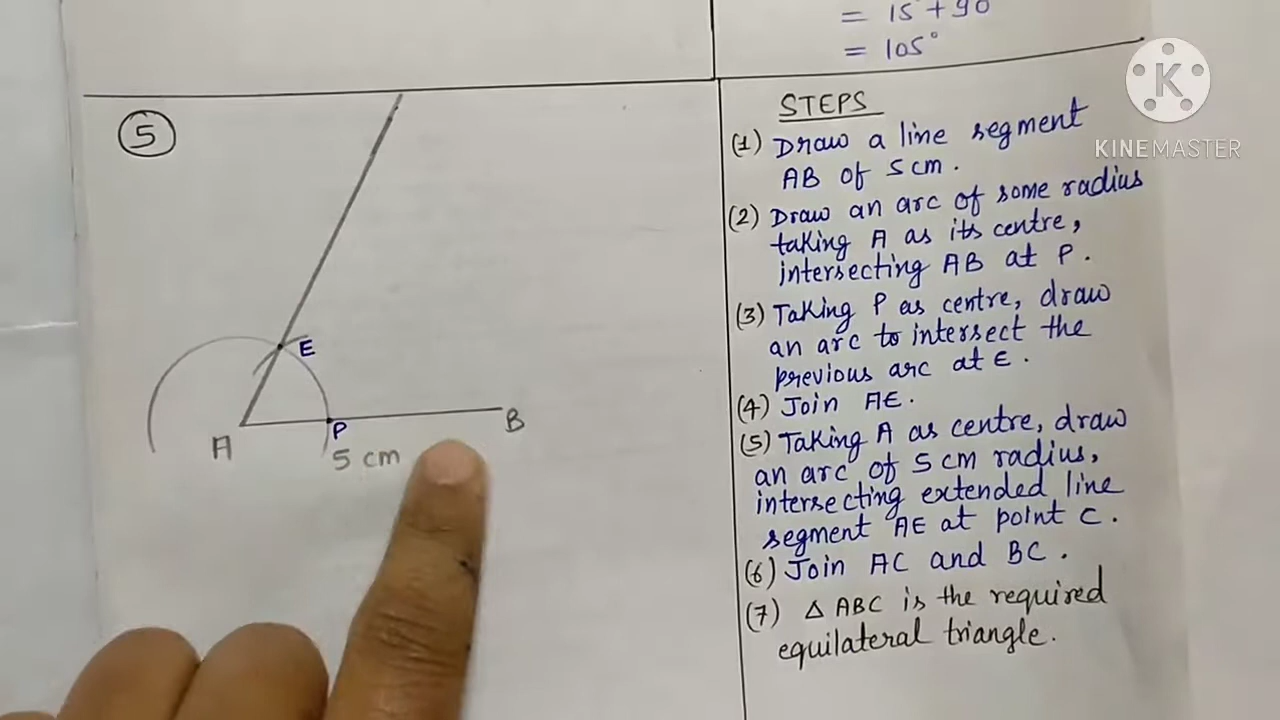 = 15 + 90
= 105°
K
KINEMASTER
5
E
A
P
B
5 cm
STEPS
(1) Draw a line segment
AB of 5 cm.
(2) Draw an arc of some radius
taking A as its centre,
intersecting AB at P.
(3) Taking P as centre, draw
an arc to intersect the
previous arc at E.
(4) Join AE.
(5) Taking A as centre, draw
an arc of 5 cm radius,
intersecting extended line
segment AE at point C.
(6) Join AC and BC.
(7) △ ABC is the required
equilateral triangle.